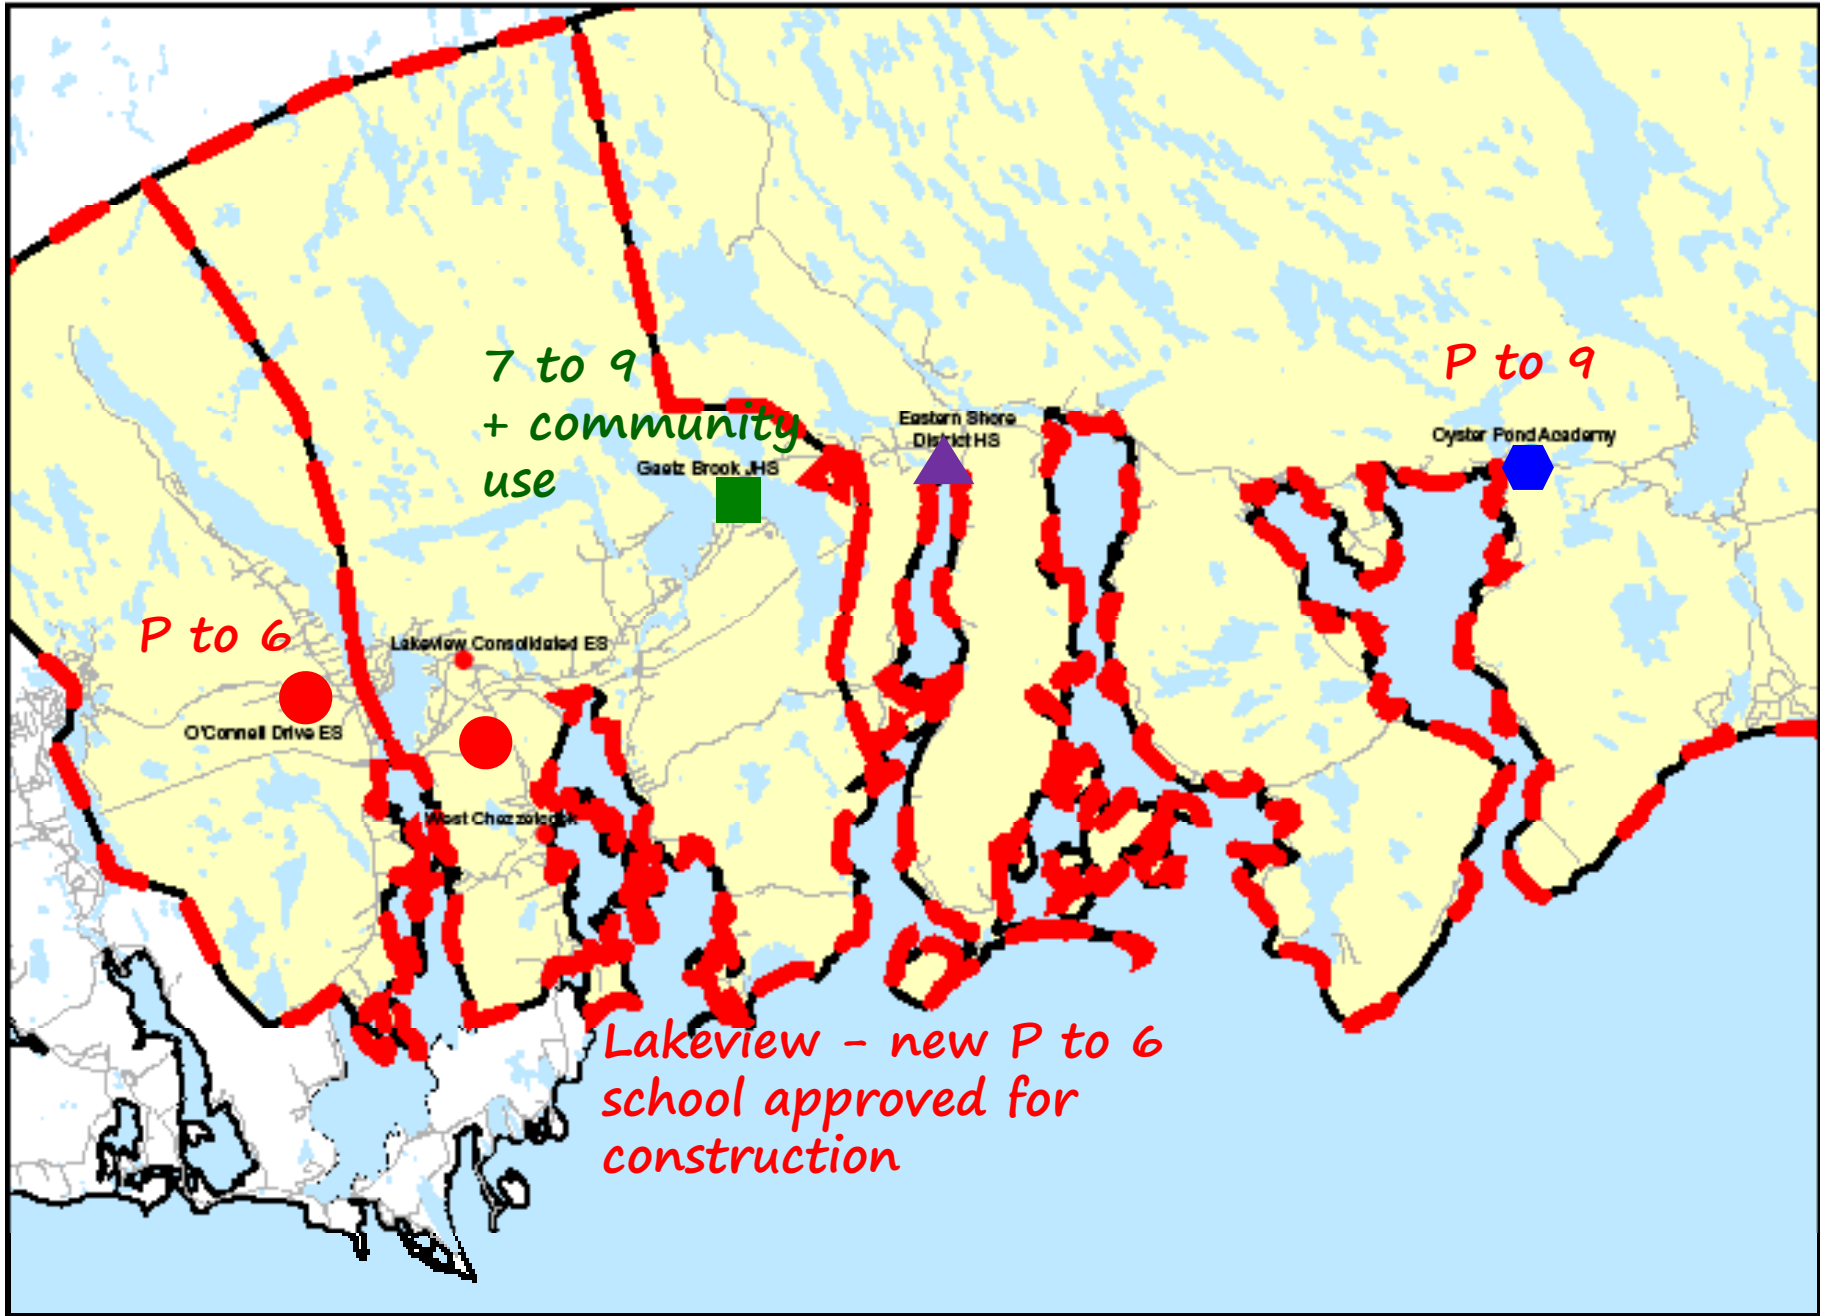 7 to 9
+ community
use
P to 9
Eastern Shore
District HS
Oyster Pond Academy
Gaetz Brook JHS
P to 6
Lakeview Consolidated ES
O'Connell Drive ES
West Chezzetcook
Lakeview - new P to 6
school approved for
construction